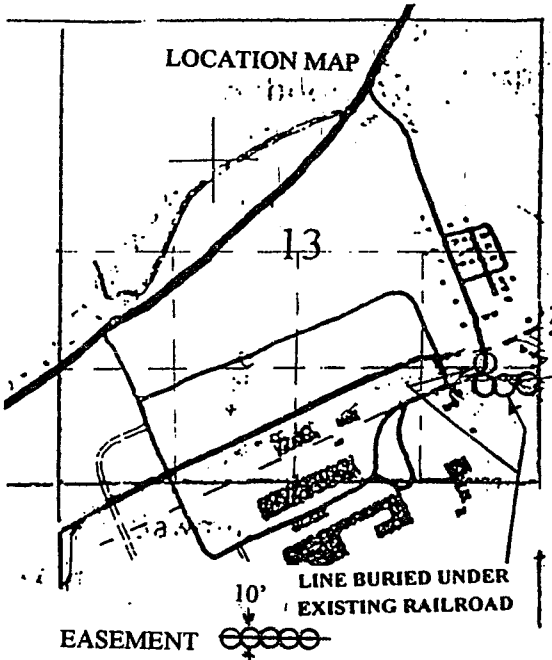 LOCATION MAP
13
LINE BURIED UNDER
EXISTING RAILROAD
10'
EASEMENT